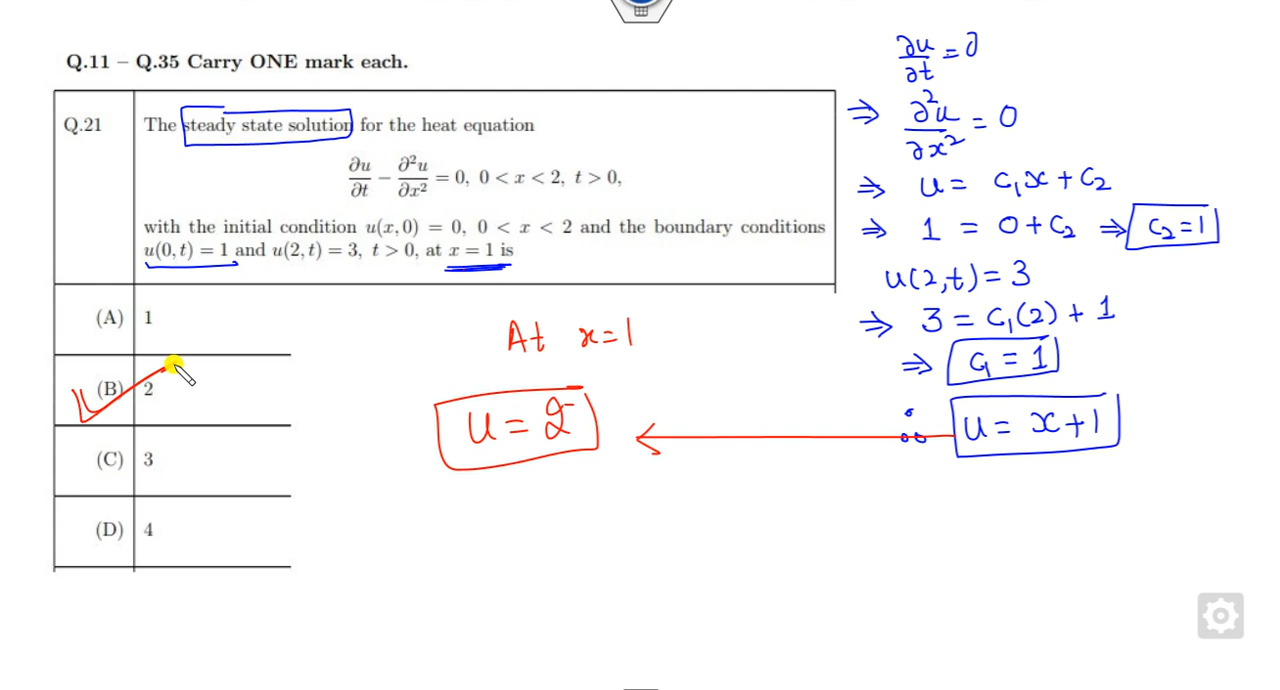 Q.11 – Q.35 Carry ONE mark each.
Q.21 The steady state solution for the heat equation
∂u/∂t − ∂²u/∂x² = 0, 0 < x < 2, t > 0,
with the initial condition u(x, 0) = 0, 0 < x < 2 and the boundary conditions
u(0, t) = 1 and u(2, t) = 3, t > 0, at x = 1 is
(A) 1
(B) 2
(C) 3
(D) 4
At x=1
u = 2
∂u/∂t = 0
⇒ ∂²u/∂x² = 0
⇒ u = c₁x + c₂
⇒ 1 = 0 + c₂ ⇒ c₂ = 1
u(2,t) = 3
⇒ 3 = c₁(2) + 1
⇒ c₁ = 1
∴ u = x+1